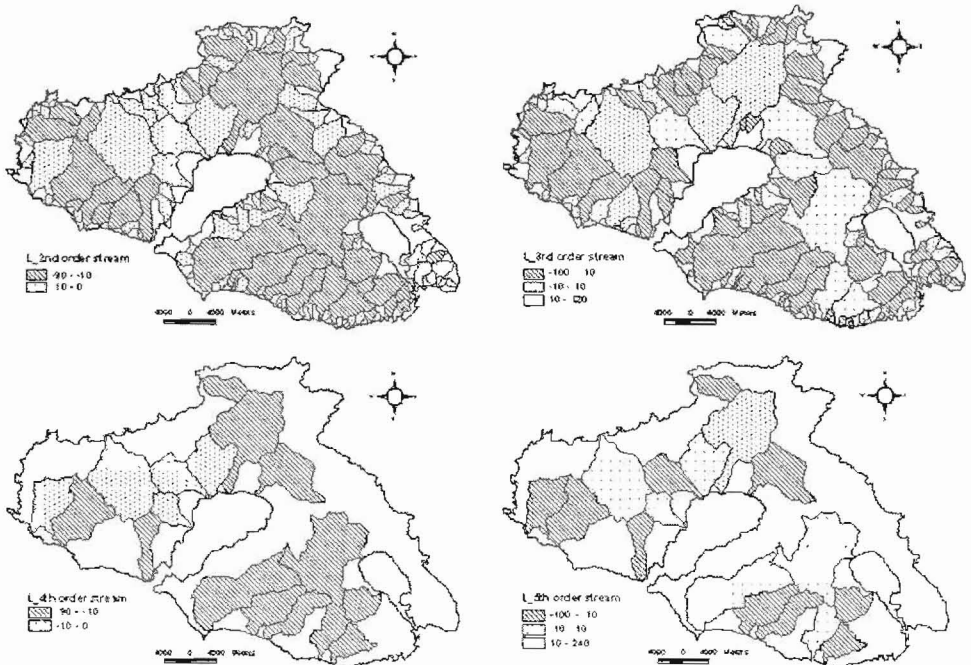 L_2nd order stream
-90 - -10
-10 - 0
4000 0 4000 Meters
L_3rd order stream
-100 - 10
-10 - 10
10 - 120
4000 0 4000 Meters
L_4th order stream
-90 - -10
-10 - 0
4000 0 4000 Meters
L_5th order stream
-100 - 10
-10 - 10
10 - 240
4000 0 4000 Meters